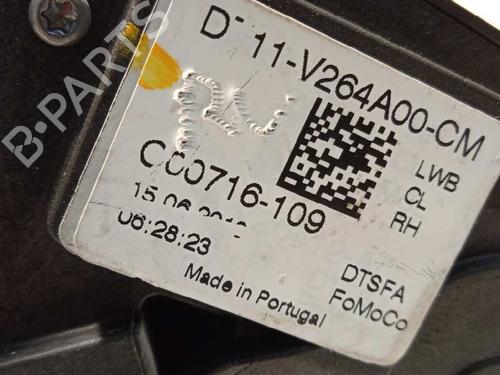 11-V264A00-CM
LWB
CL
RH
C00716-109
06:28:23
Made in Portugal
DTSFA
FoMoCo
B-PARTS